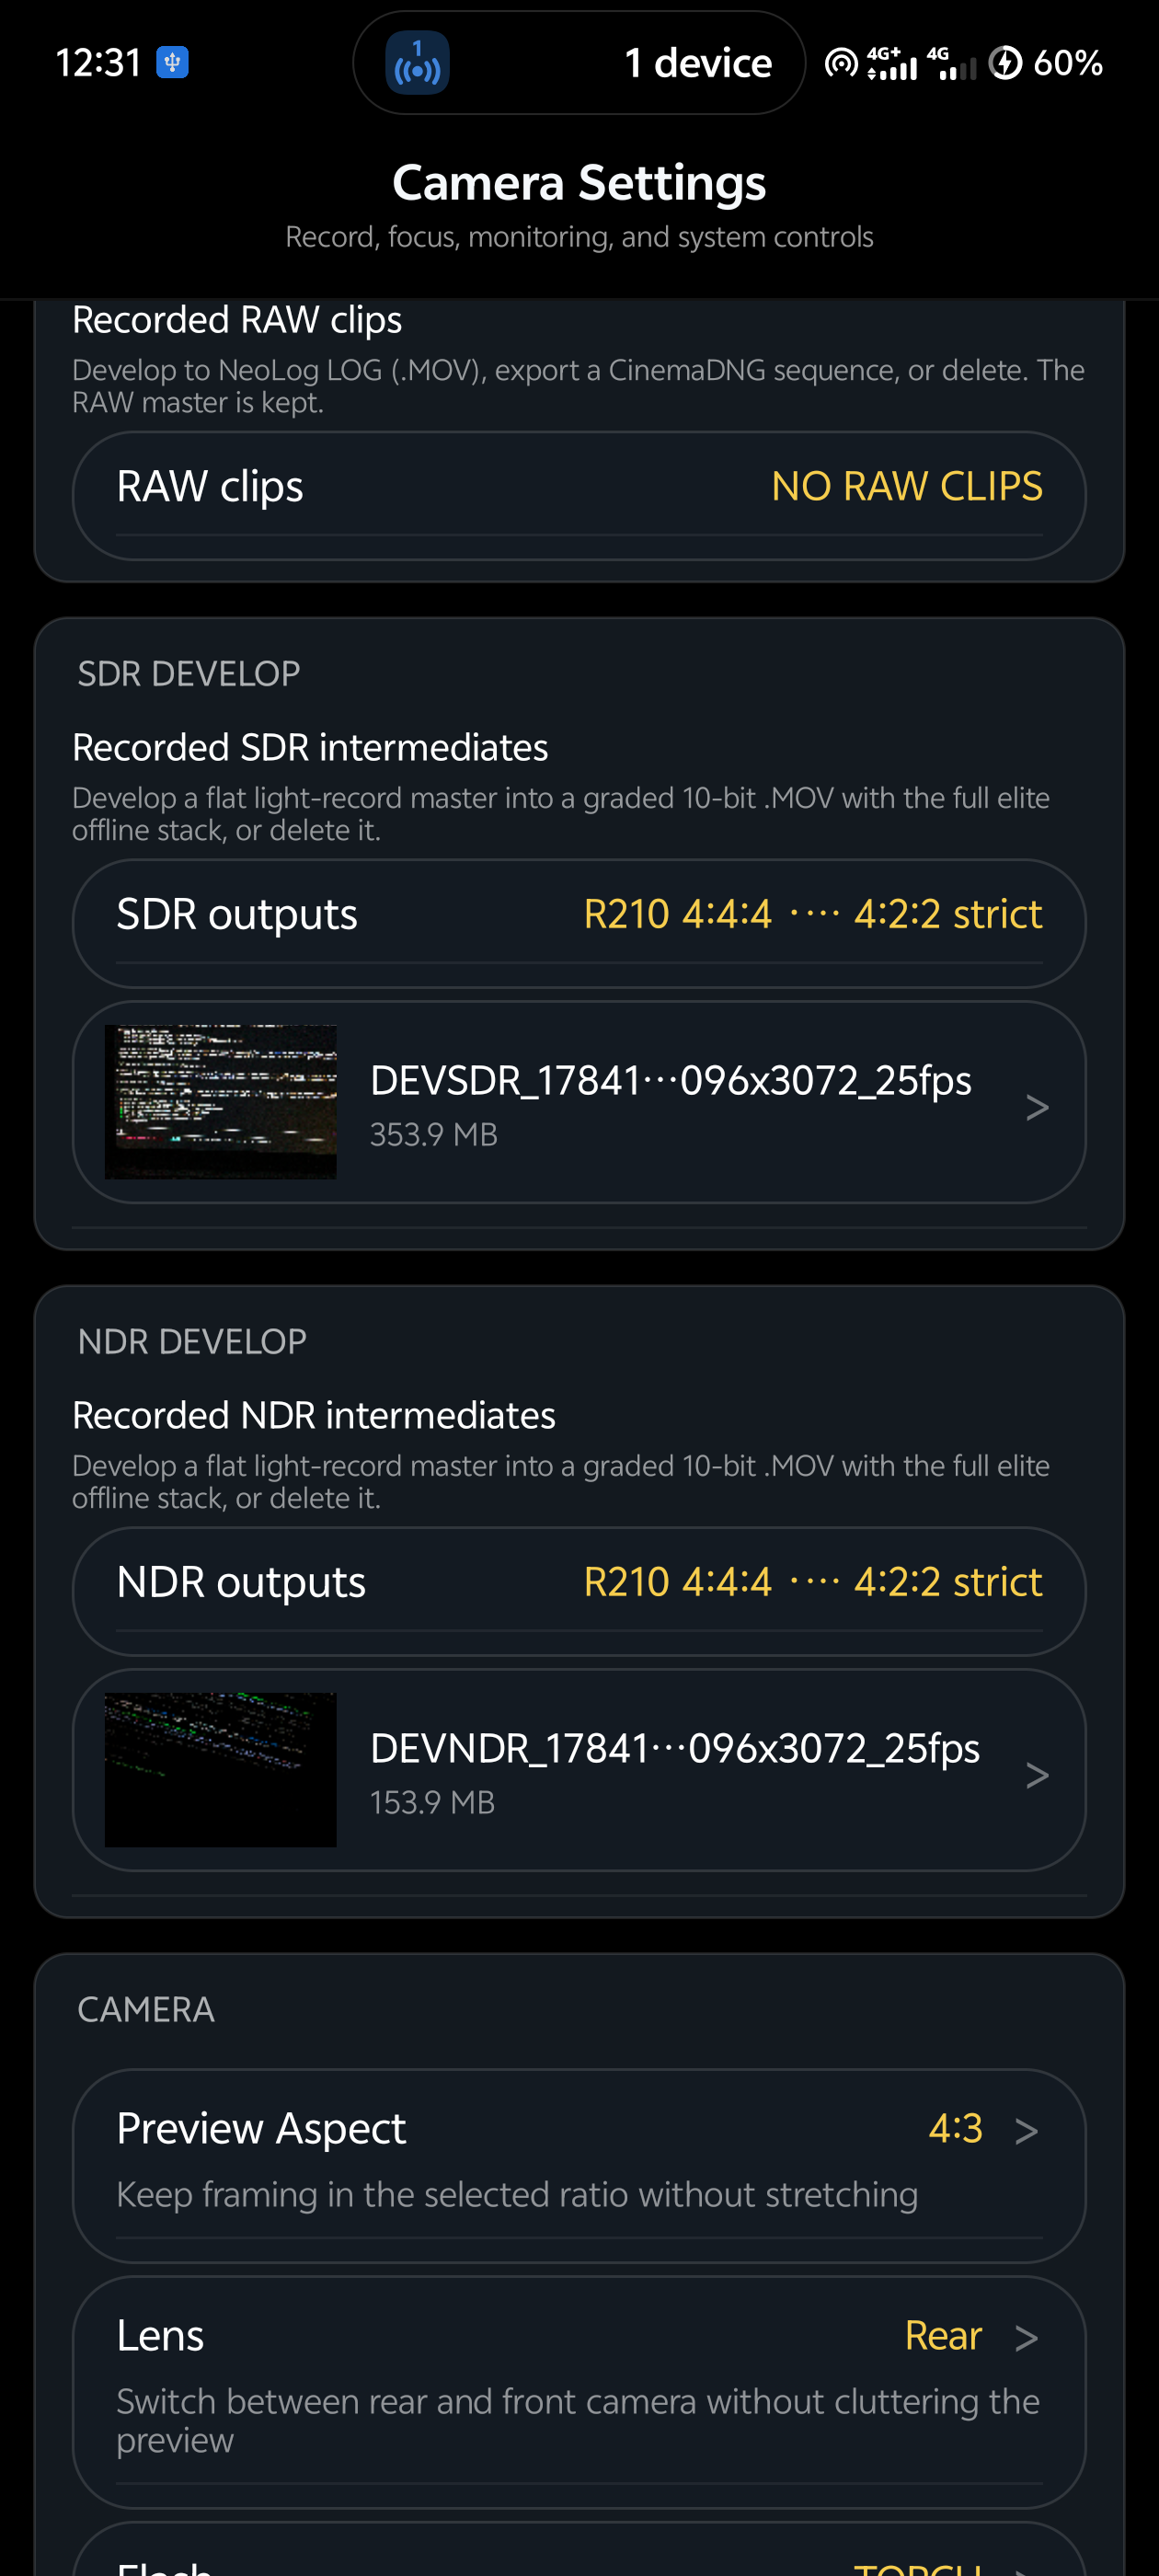 12:31
1
1 device
4G+
4G
60%
Camera Settings
Record, focus, monitoring, and system controls
Recorded RAW clips
Develop to NeoLog LOG (.MOV), export a CinemaDNG sequence, or delete. The
RAW master is kept.
RAW clips
NO RAW CLIPS
SDR DEVELOP
Recorded SDR intermediates
Develop a flat light-record master into a graded 10-bit .MOV with the full elite
offline stack, or delete it.
SDR outputs
R210 4:4:4 ···· 4:2:2 strict
DEVSDR_17841···096x3072_25fps
353.9 MB
>
NDR DEVELOP
Recorded NDR intermediates
Develop a flat light-record master into a graded 10-bit .MOV with the full elite
offline stack, or delete it.
NDR outputs
R210 4:4:4 ···· 4:2:2 strict
DEVNDR_17841···096x3072_25fps
153.9 MB
>
CAMERA
Preview Aspect
4:3 >
Keep framing in the selected ratio without stretching
Lens
Rear >
Switch between rear and front camera without cluttering the
preview
Flash
TORCH >